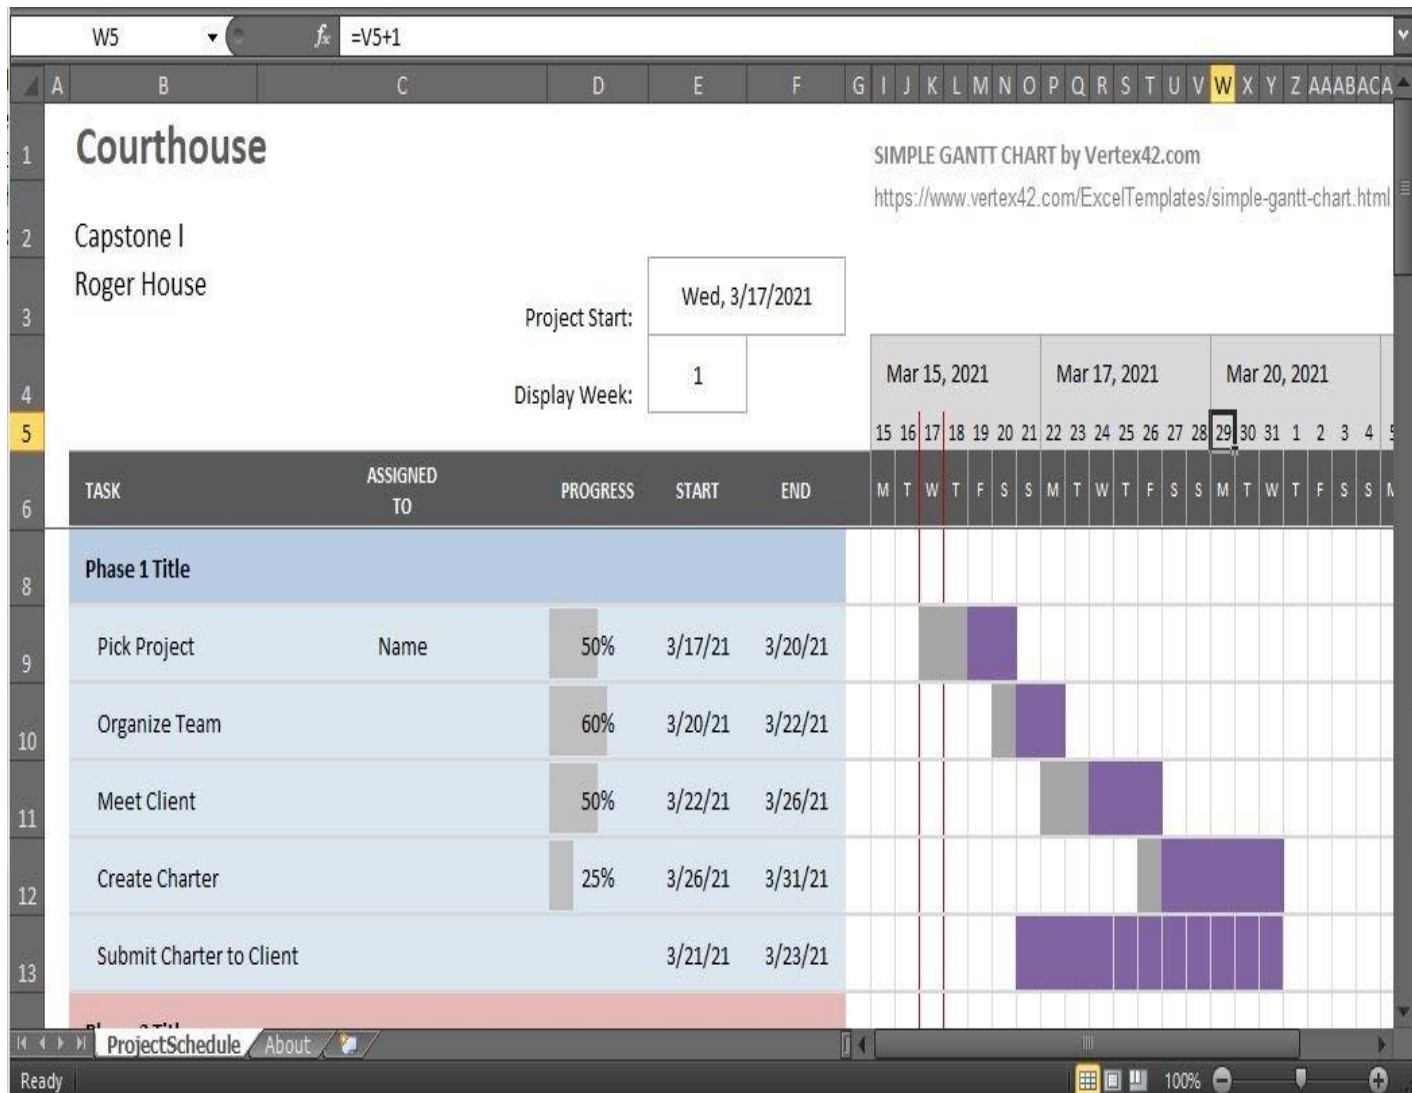 W5 fx =V5+1
A B C D E F G I J K L M N O P Q R S T U V W X Y Z AA AB AC A
1 Courthouse SIMPLE GANTT CHART by Vertex42.com
https://www.vertex42.com/ExcelTemplates/simple-gantt-chart.html
2 Capstone I
Roger House
3 Project Start: Wed, 3/17/2021
4 Display Week: 1 Mar 15, 2021 Mar 17, 2021 Mar 20, 2021
5 15 16 17 18 19 20 21 22 23 24 25 26 27 28 29 30 31 1 2 3 4 5
6 TASK ASSIGNED TO PROGRESS START END M T W T F S S M T W T F S S M T W T F S S M
8 Phase 1 Title
9 Pick Project Name 50% 3/17/21 3/20/21
10 Organize Team 60% 3/20/21 3/22/21
11 Meet Client 50% 3/22/21 3/26/21
12 Create Charter 25% 3/26/21 3/31/21
13 Submit Charter to Client 3/21/21 3/23/21
ProjectSchedule About
Ready 100%